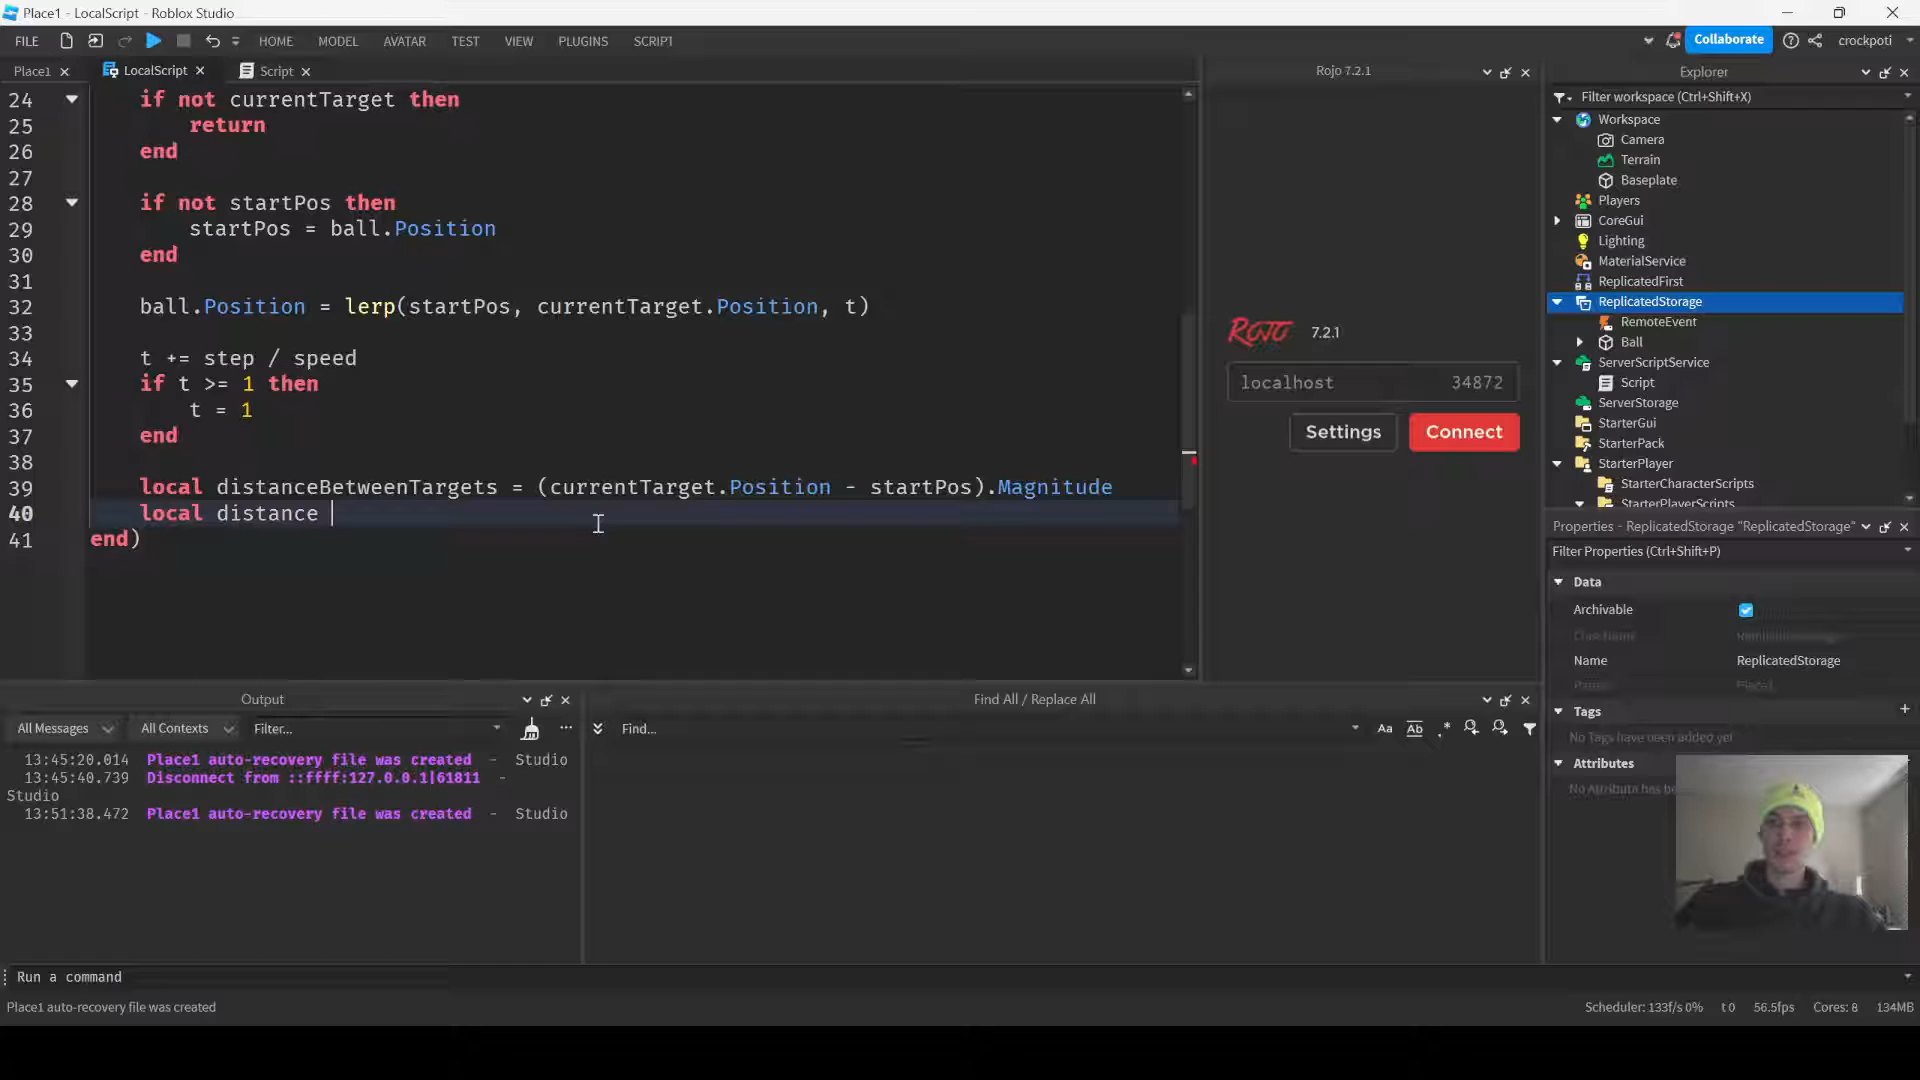 Place1 - LocalScript - Roblox Studio
FILE HOME MODEL AVATAR TEST VIEW PLUGINS SCRIPT Collaborate crockpoti
Place1 LocalScript Script
24 if not currentTarget then
25 return
26 end
27
28 if not startPos then
29 startPos = ball.Position
30 end
31
32 ball.Position = lerp(startPos, currentTarget.Position, t)
33
34 t += step / speed
35 if t >= 1 then
36 t = 1
37 end
38
39 local distanceBetweenTargets = (currentTarget.Position - startPos).Magnitude
40 local distance
41 end)
Rojo 7.2.1
ROJO 7.2.1
localhost 34872
Settings Connect
Explorer
Filter workspace (Ctrl+Shift+X)
Workspace
Camera
Terrain
Baseplate
Players
CoreGui
Lighting
MaterialService
ReplicatedFirst
ReplicatedStorage
RemoteEvent
Ball
ServerScriptService
Script
ServerStorage
StarterGui
StarterPack
StarterPlayer
StarterCharacterScripts
StarterPlayerScripts
Properties - ReplicatedStorage "ReplicatedStorage"
Filter Properties (Ctrl+Shift+P)
Data
Archivable
Name ReplicatedStorage
Tags
No Tags have been added yet
Attributes
No Attribute has be
Output
All Messages All Contexts Filter...
13:45:20.014 Place1 auto-recovery file was created - Studio
13:45:40.739 Disconnect from ::ffff:127.0.0.1|61811 -
Studio
13:51:38.472 Place1 auto-recovery file was created - Studio
Find All / Replace All
Find... Aa Ab .*
Run a command
Place1 auto-recovery file was created
Scheduler: 133f/s 0% t 0 56.5fps Cores: 8 134MB